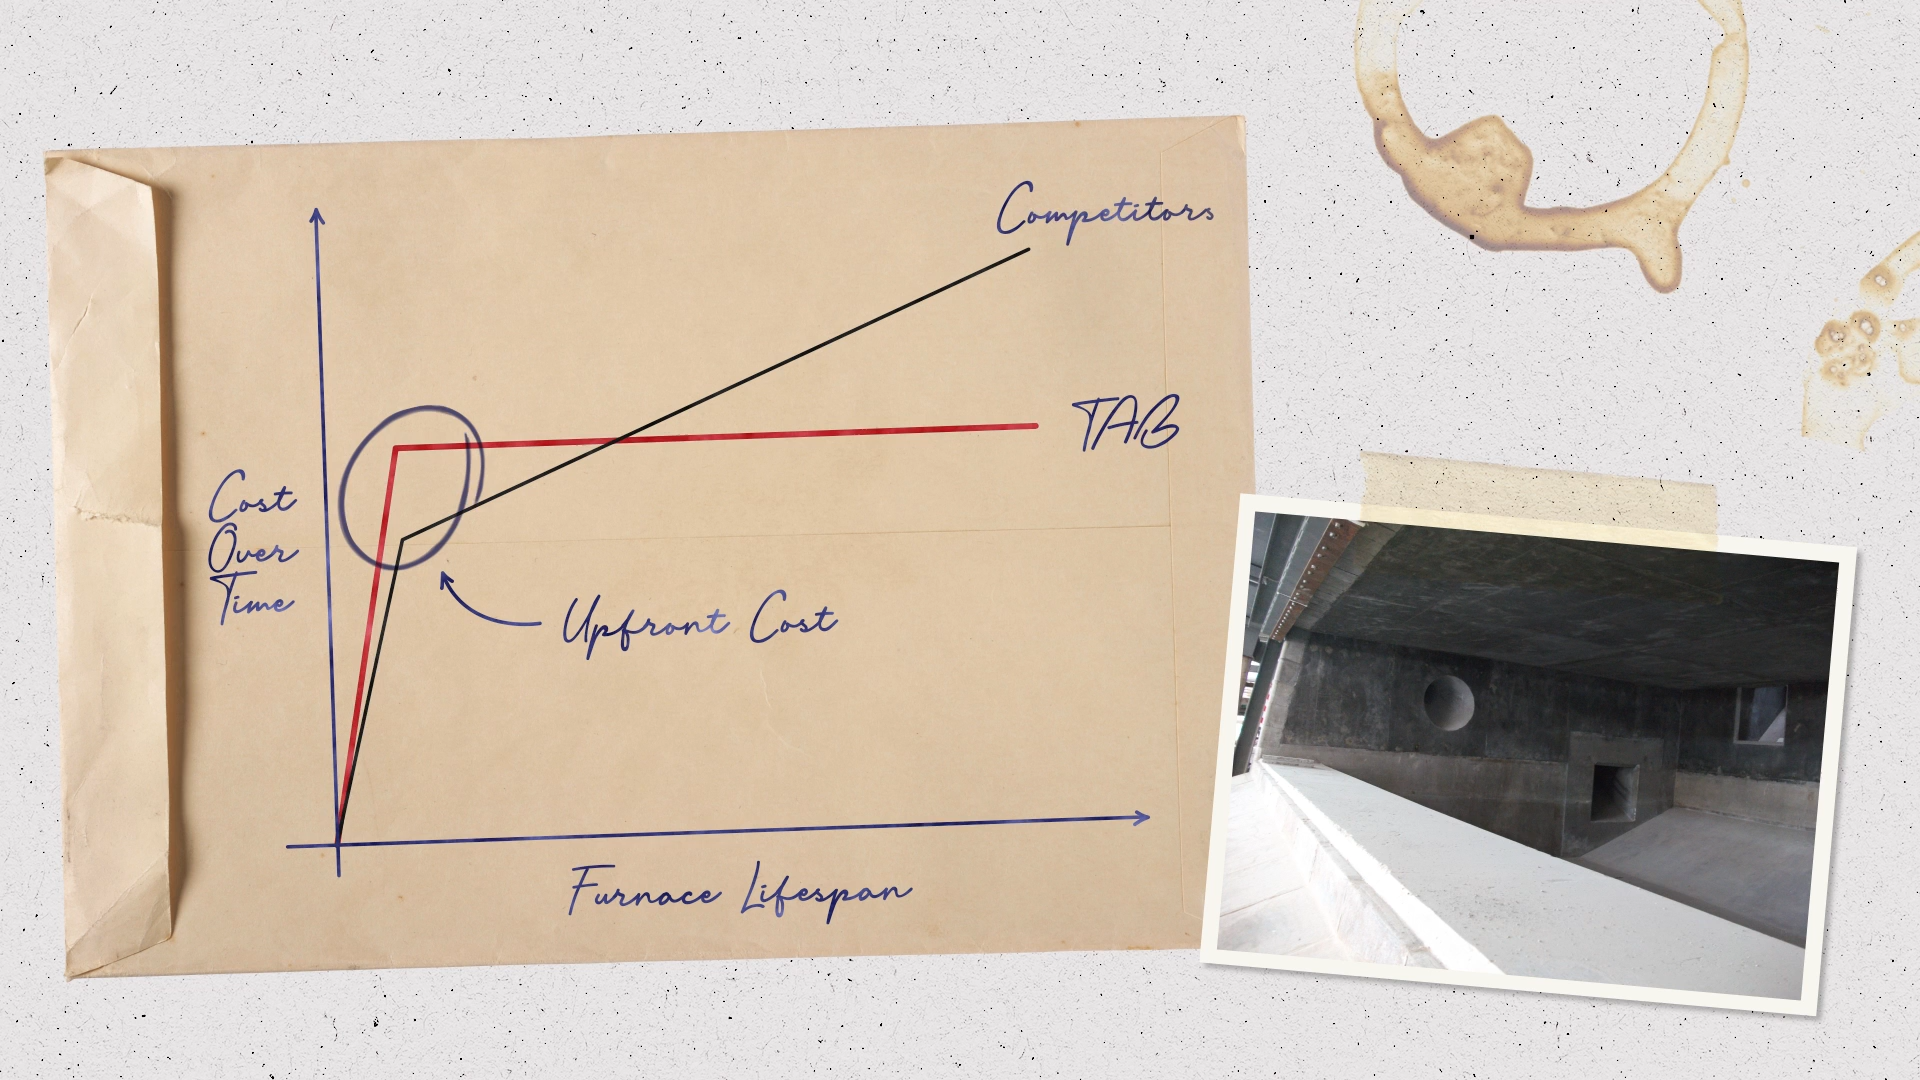 Competitors
TAB
Cost
Over
Time
Upfront Cost
Furnace Lifespan